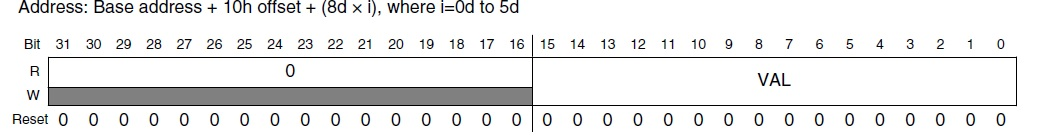 Address: Base address + 10h offset + (8d × i), where i=0d to 5d
Bit 31 30 29 28 27 26 25 24 23 22 21 20 19 18 17 16 15 14 13 12 11 10 9 8 7 6 5 4 3 2 1 0
R 0 VAL
W
Reset 0 0 0 0 0 0 0 0 0 0 0 0 0 0 0 0 0 0 0 0 0 0 0 0 0 0 0 0 0 0 0 0